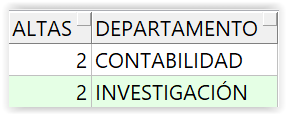 ALTAS DEPARTAMENTO
2 CONTABILIDAD
2 INVESTIGACIÓN